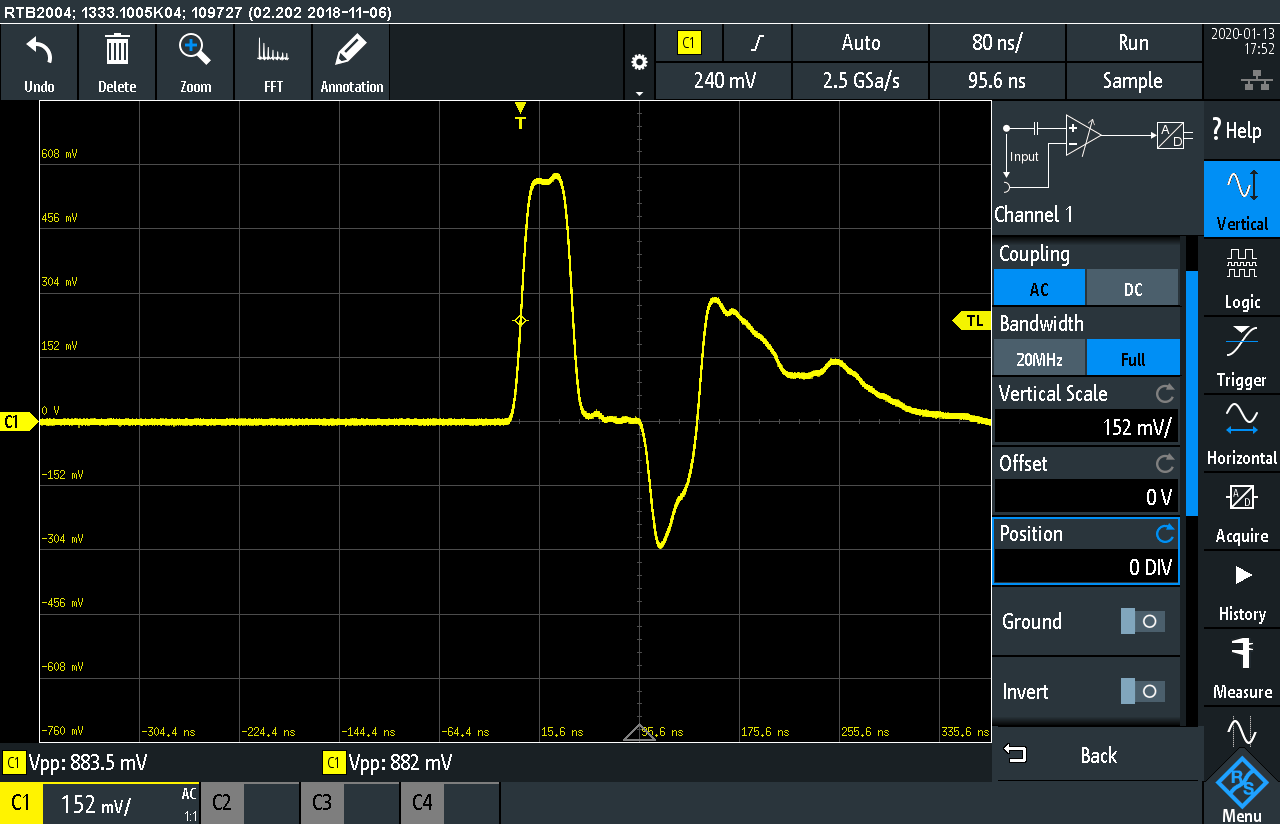 RTB2004; 1333.1005K04; 109727 (02.202 2018-11-06)
Undo
Delete
Zoom
FFT
Annotation
C1
Auto
80 ns/
Run
240 mV
2.5 GSa/s
95.6 ns
Sample
2020-01-13
17:52
T
608 mV
456 mV
304 mV
152 mV
0 V
-152 mV
-304 mV
-456 mV
-608 mV
-760 mV
C1
TL
-304.4 ns
-224.4 ns
-144.4 ns
-64.4 ns
15.6 ns
95.6 ns
175.6 ns
255.6 ns
335.6 ns
Input
A
D
Channel 1
Coupling
AC
DC
Bandwidth
20MHz
Full
Vertical Scale
152 mV/
Offset
0 V
Position
0 DIV
Ground
Invert
Back
? Help
Vertical
Logic
Trigger
Horizontal
A
D
Acquire
History
Measure
R S
Menu
C1 Vpp: 883.5 mV
C1 Vpp: 882 mV
C1
152 mV/
AC
1:1
C2
C3
C4